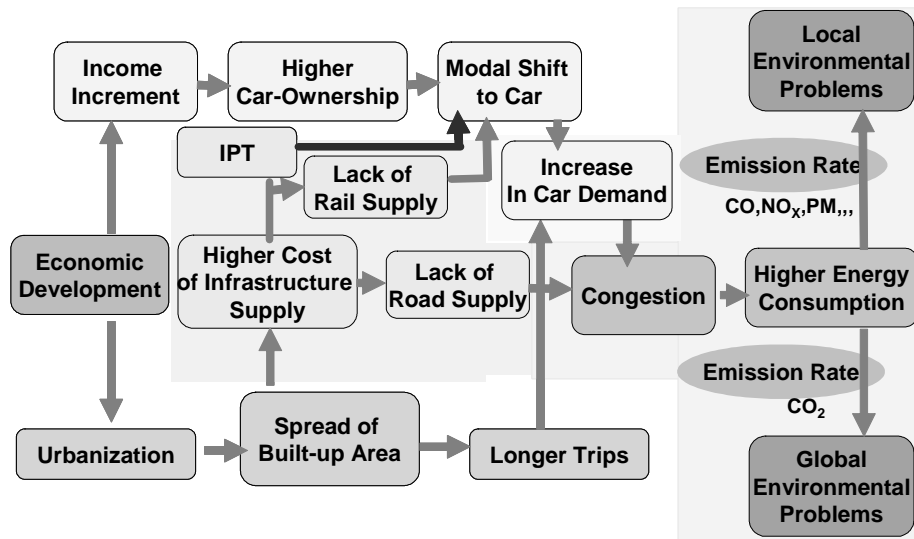 Local
Environmental
Problems
Income
Increment
Higher
Car-Ownership
Modal Shift
to Car
IPT
Lack of
Rail Supply
Increase
In Car Demand
Emission Rate
CO,NOX,PM,,,
Economic
Development
Higher Cost
of Infrastructure
Supply
Lack of
Road Supply
Congestion
Higher Energy
Consumption
Emission Rate
CO2
Urbanization
Spread of
Built-up Area
Longer Trips
Global
Environmental
Problems